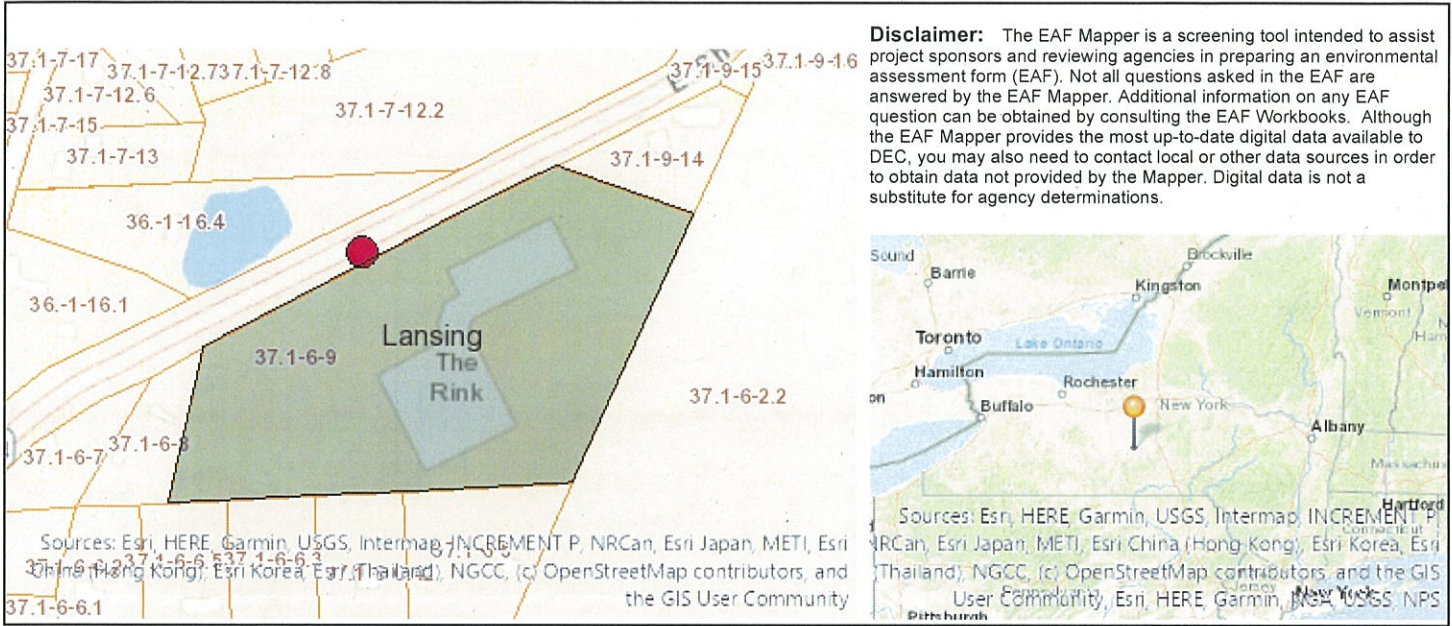 37.1-7-17
37.1-7-12.7
37.1-7-12.8
37.1-7-12.6
37.1-7-12.2
37.1-7-15
37.1-7-13
37.1-9-15
37.1-9-16
37.1-9-14
36.-1-16.4
36.-1-16.1
Lansing
37.1-6-9
The
Rink
37.1-6-2.2
37.1-6-8
37.1-6-7
Sources: Esri, HERE, Garmin, USGS, Intermap, INCREMENT P, NRCan, Esri Japan, METI, Esri
China (Hong Kong), Esri Korea, Esri (Thailand), NGCC, (c) OpenStreetMap contributors, and
the GIS User Community
37.1-6-6.3
37.1-6-6.1
Disclaimer: The EAF Mapper is a screening tool intended to assist
project sponsors and reviewing agencies in preparing an environmental
assessment form (EAF). Not all questions asked in the EAF are
answered by the EAF Mapper. Additional information on any EAF
question can be obtained by consulting the EAF Workbooks. Although
the EAF Mapper provides the most up-to-date digital data available to
DEC, you may also need to contact local or other data sources in order
to obtain data not provided by the Mapper. Digital data is not a
substitute for agency determinations.
Sound
Barrie
Brockville
Kingston
Montpe
Vermont
Toronto
Lake Ontario
Ham
Hamilton
Rochester
on
Buffalo
New York
Albany
Massachu
Hartford
Connecticut
Sources: Esri, HERE, Garmin, USGS, Intermap, INCREMENT P,
NRCan, Esri Japan, METI, Esri China (Hong Kong), Esri Korea, Esri
(Thailand), NGCC, (c) OpenStreetMap contributors, and the GIS
User Community, Esri, HERE, Garmin, NGA, USGS, NPS
Pennsylvania
Jersey
New York
Pittsburgh